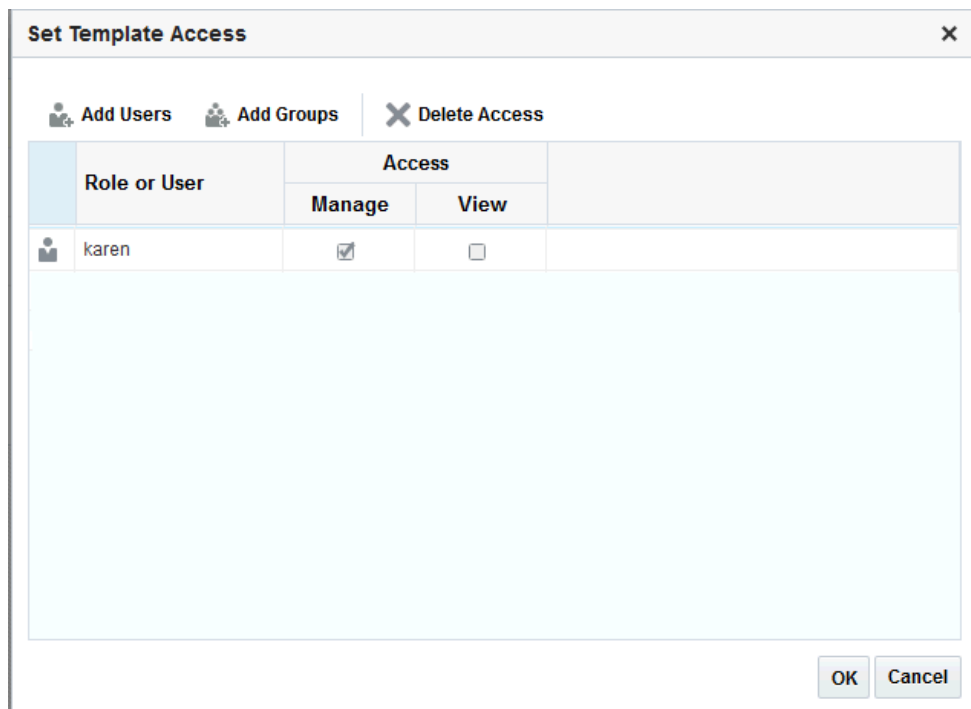 Set Template Access
Add Users Add Groups Delete Access
Role or User Access
Manage View
karen
OK Cancel